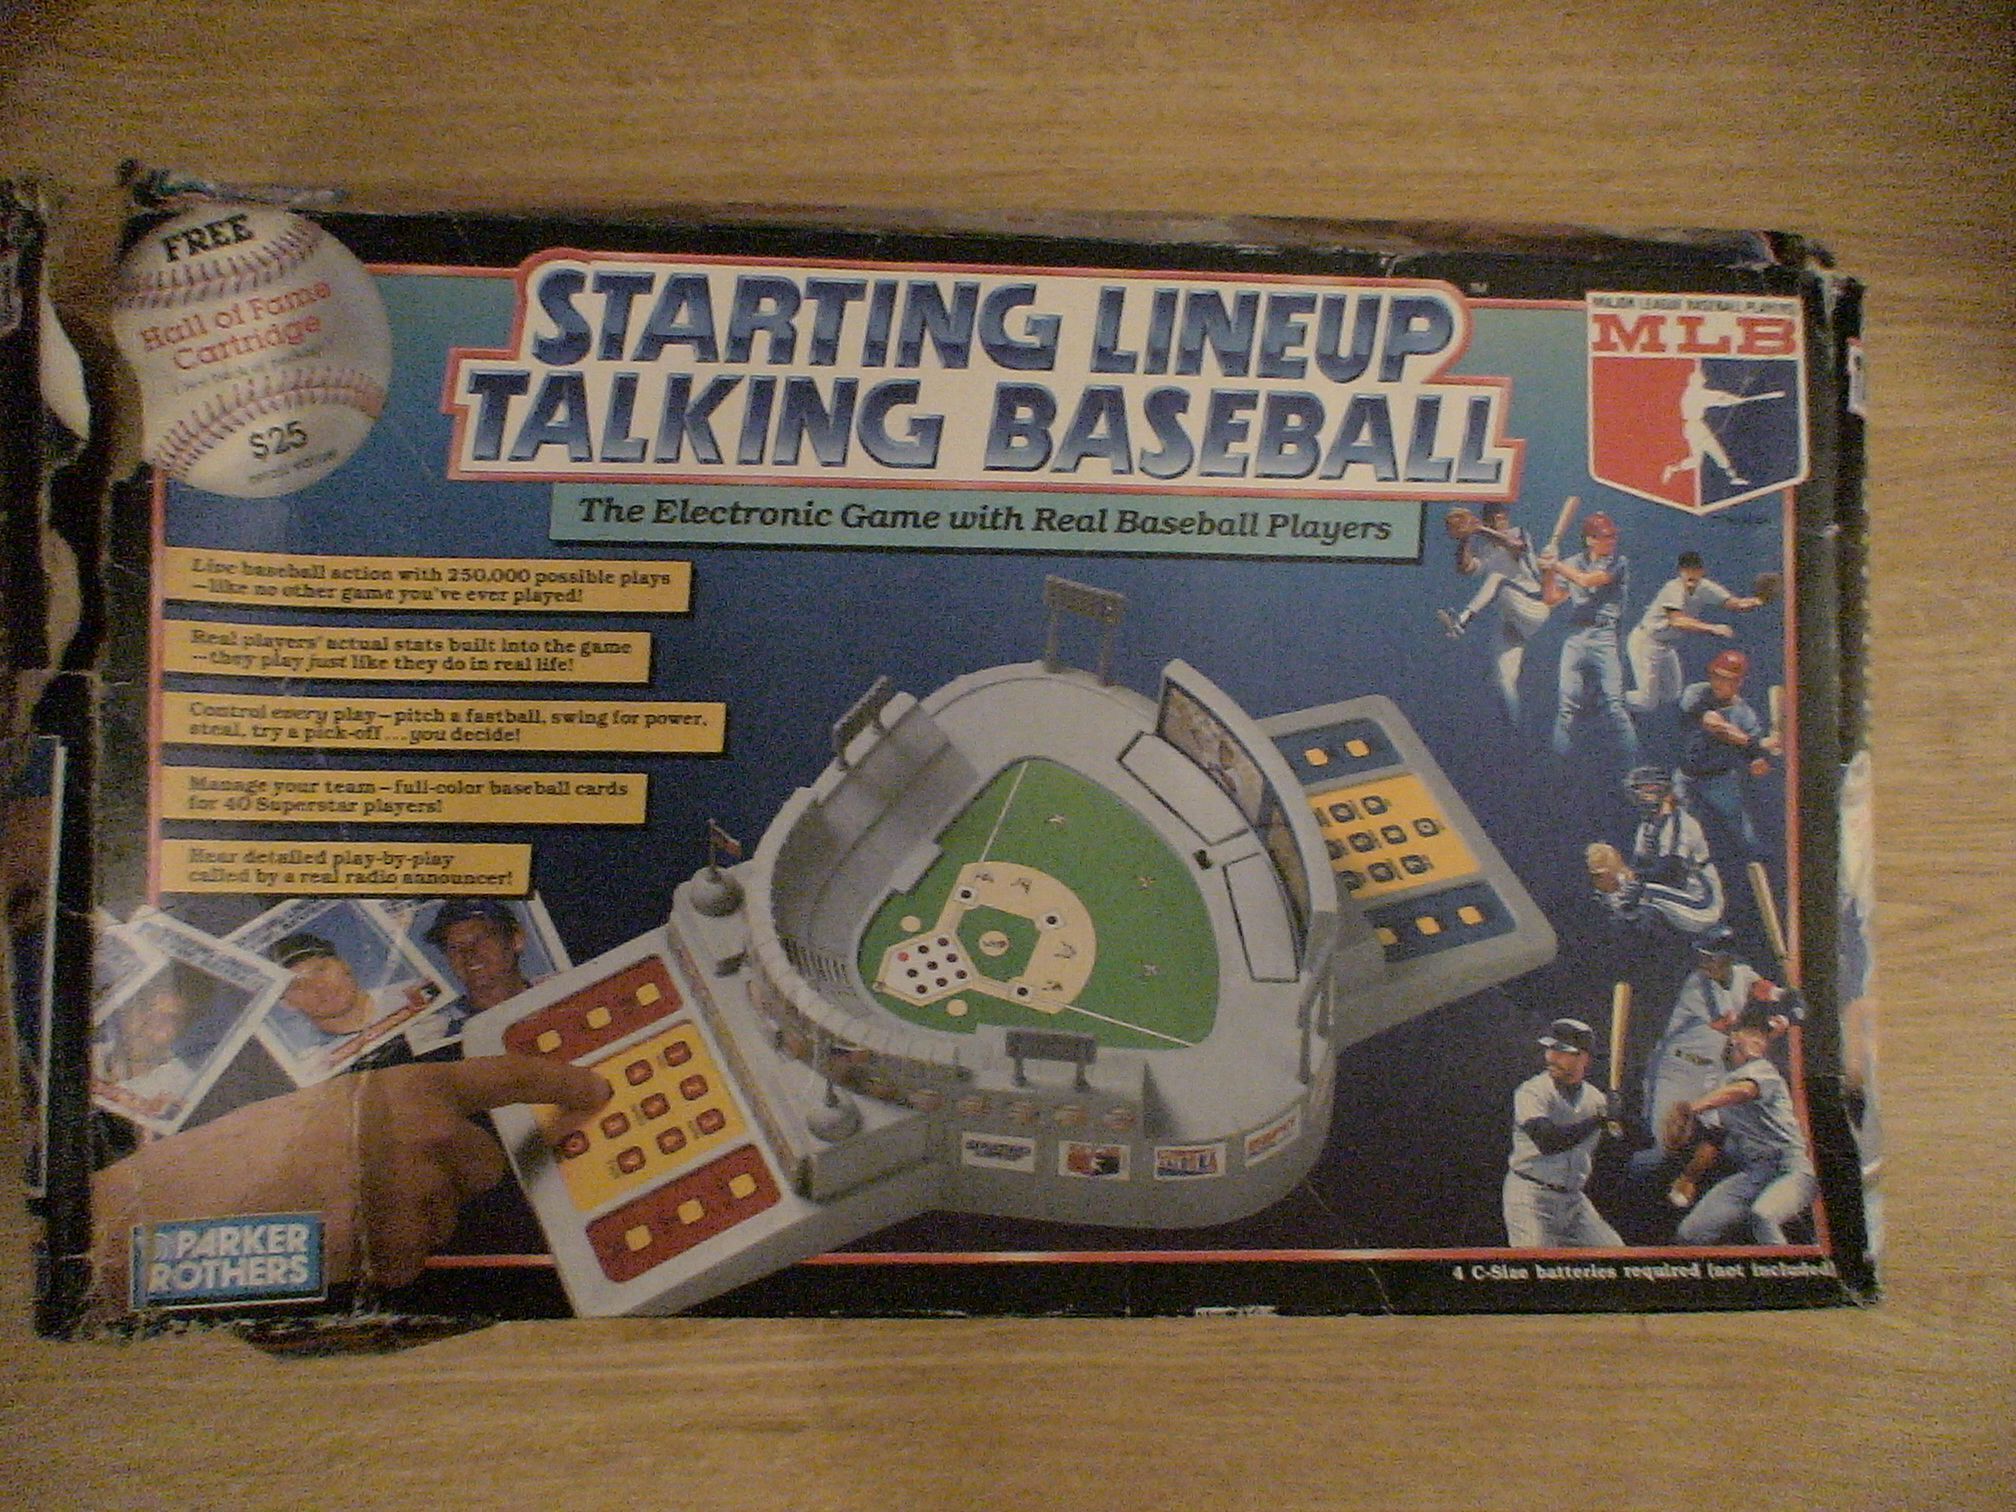 FREE
Hall of Fame
Cartridge
$25
STARTING LINEUP
TALKING BASEBALL
The Electronic Game with Real Baseball Players
MAJOR LEAGUE BASEBALL PLAYERS
MLB
Live baseball action with 250,000 possible plays
—like no other game you've ever played!
Real players' actual stats built into the game
—they play just like they do in real life!
Control every play—pitch a fastball, swing for power,
steal, try a pick-off...you decide!
Manage your team—full-color baseball cards
for 40 Superstar players!
Hear detailed play-by-play
called by a real radio announcer!
PARKER
ROTHERS
4 C-Size batteries required (not included)